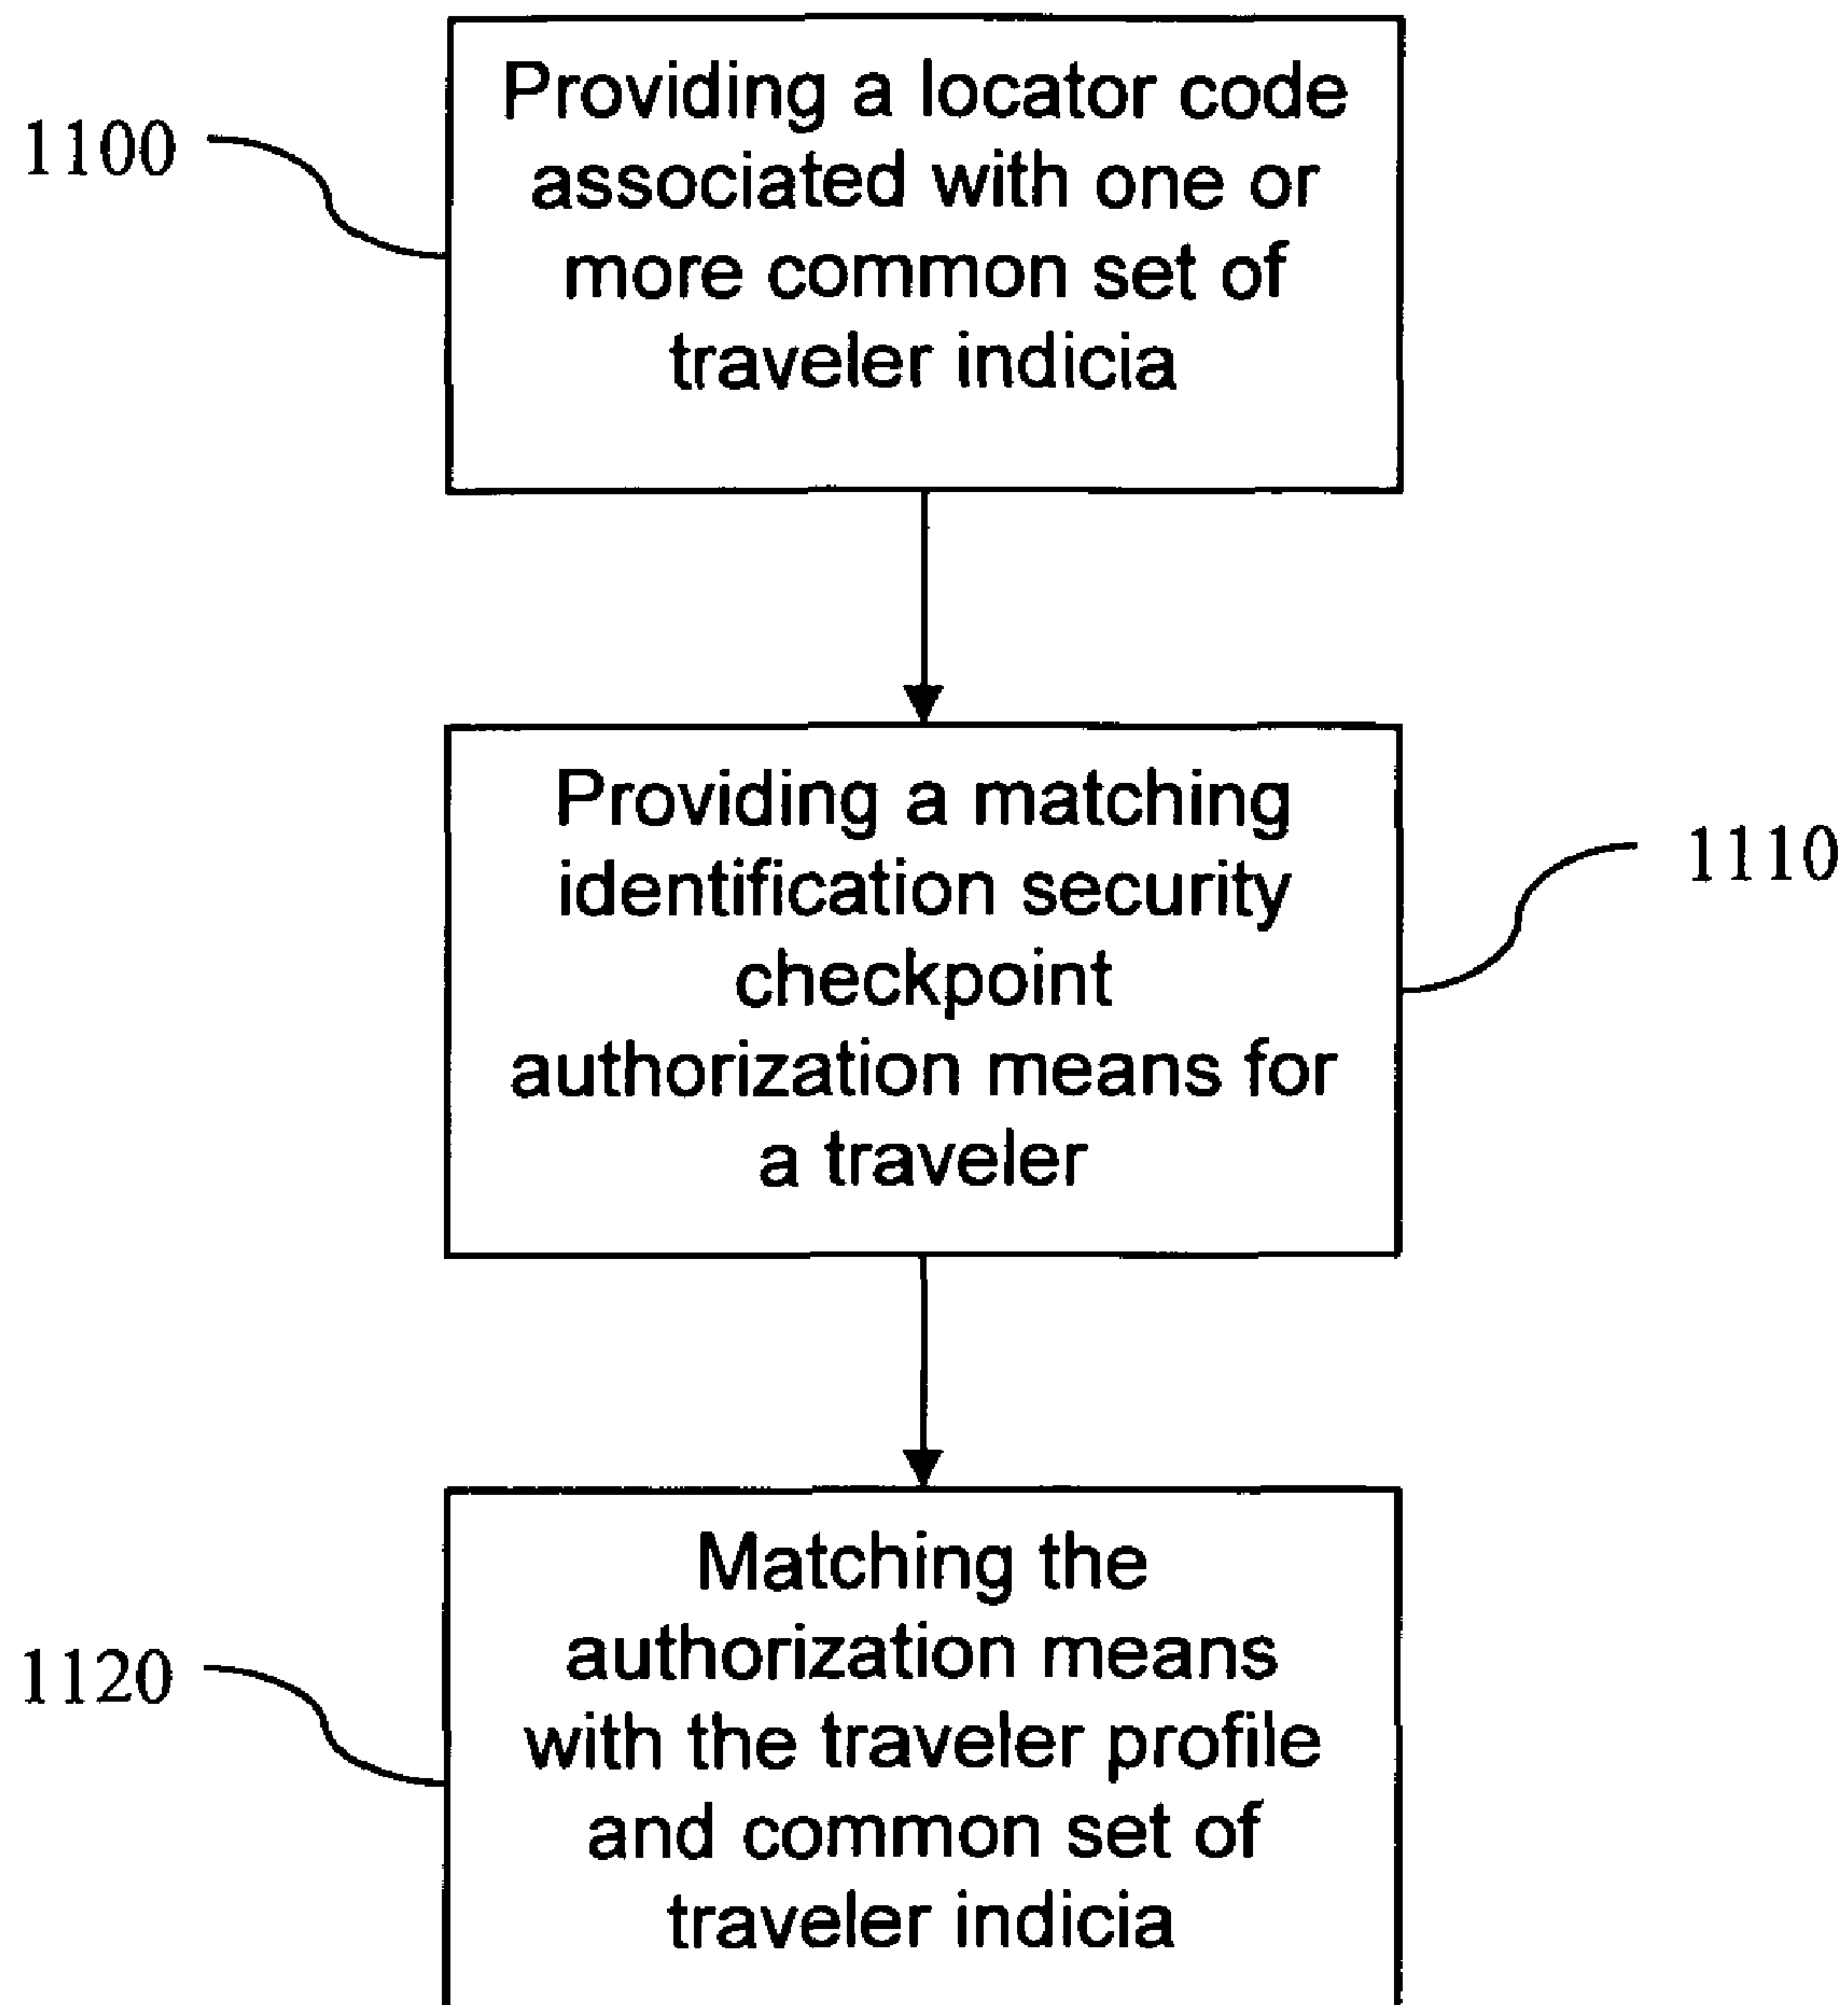 1100
Providing a locator code
associated with one or
more common set of
traveler indicia
Providing a matching
identification security
checkpoint
authorization means for
a traveler
1110
1120
Matching the
authorization means
with the traveler profile
and common set of
traveler indicia